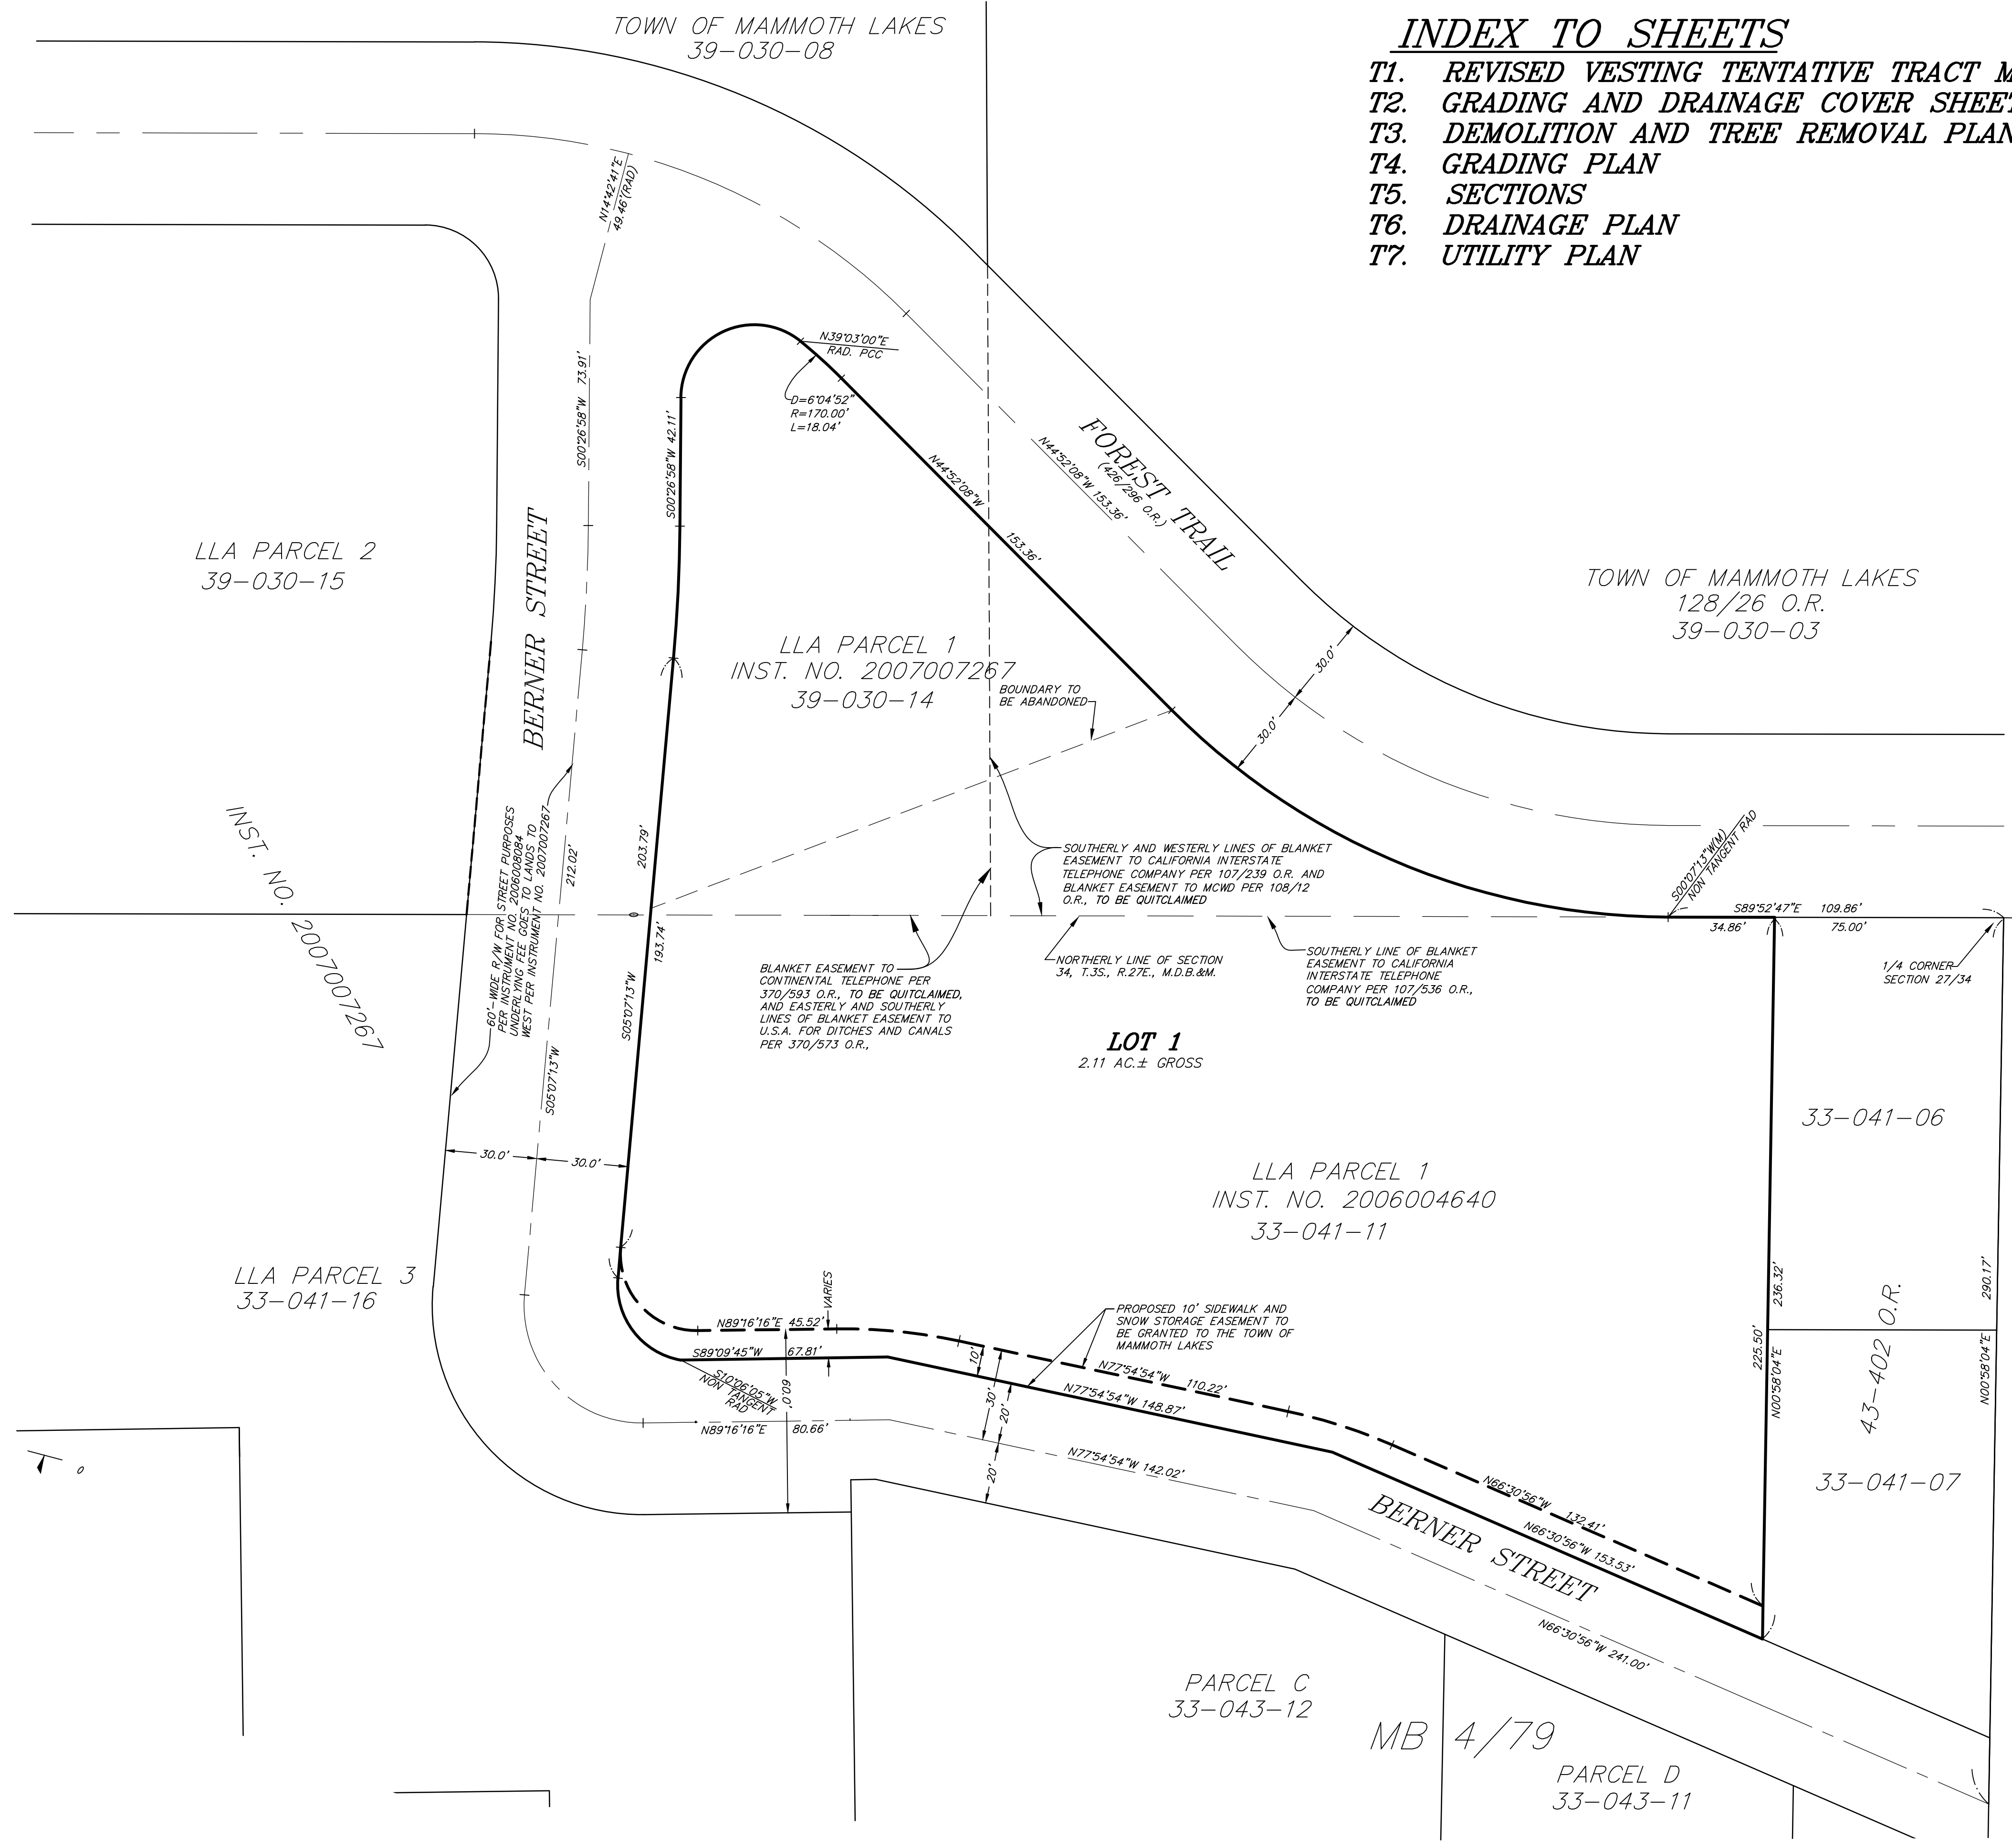 TOWN OF MAMMOTH LAKES
39-030-08
INDEX TO SHEETS
T1. REVISED VESTING TENTATIVE TRACT
T2. GRADING AND DRAINAGE COVER SHEET
T3. DEMOLITION AND TREE REMOVAL PLAN
T4. GRADING PLAN
T5. SECTIONS
T6. DRAINAGE PLAN
T7. UTILITY PLAN
N14°42'41"E
49.46'(RAD)
N39°03'00"E
RAD. PCC
D=6°04'52"
R=170.00'
L=18.04'
S00°26'58"W 73.91'
S00°26'58"W 42.11'
N44°52'08"W 153.36'
FOREST TRAIL
(426/296 O.R.)
N44°52'08"W 153.36'
LLA PARCEL 2
39-030-15
BERNER STREET
TOWN OF MAMMOTH LAKES
128/26 O.R.
39-030-03
LLA PARCEL 1
INST. NO. 2007007267
39-030-14
BOUNDARY TO
BE ABANDONED
30.0'
30.0'
INST. NO. 2007007267
60'-WIDE R/W FOR STREET PURPOSES
PER INSTRUMENT NO. 2006008084
UNDERLYING FEE GOES TO LANDS TO
WEST PER INSTRUMENT NO. 2007007267
212.02'
S05°07'13"W
203.79'
193.74'
S05°07'13"W
SOUTHERLY AND WESTERLY LINES OF BLANKET
EASEMENT TO CALIFORNIA INTERSTATE
TELEPHONE COMPANY PER 107/239 O.R. AND
BLANKET EASEMENT TO MCWD PER 108/12
O.R., TO BE QUITCLAIMED
S00°07'13"W(M)
NON TANGENT RAD
S89°52'47"E 109.86'
34.86' 75.00'
BLANKET EASEMENT TO
CONTINENTAL TELEPHONE PER
370/593 O.R., TO BE QUITCLAIMED,
AND EASTERLY AND SOUTHERLY
LINES OF BLANKET EASEMENT TO
U.S.A. FOR DITCHES AND CANALS
PER 370/573 O.R.,
NORTHERLY LINE OF SECTION
34, T.3S., R.27E., M.D.B.&M.
SOUTHERLY LINE OF BLANKET
EASEMENT TO CALIFORNIA
INTERSTATE TELEPHONE
COMPANY PER 107/536 O.R.,
TO BE QUITCLAIMED
1/4 CORNER
SECTION 27/34
LOT 1
2.11 AC.± GROSS
33-041-06
30.0'
30.0'
LLA PARCEL 1
INST. NO. 2006004640
33-041-11
LLA PARCEL 3
33-041-16
236.32'
225.50'
N00°58'04"E
290.17'
N00°58'04"E
43-402 O.R.
33-041-07
VARIES
N89°16'16"E 45.52'
S89°09'45"W 67.81'
S10°06'05"W
NON TANGENT
RAD
60.0'
N89°16'16"E 80.66'
PROPOSED 10' SIDEWALK AND
SNOW STORAGE EASEMENT TO
BE GRANTED TO THE TOWN OF
MAMMOTH LAKES
10'
30'
20'
20'
N77°54'54"W 110.22'
N77°54'54"W 148.87'
N77°54'54"W 142.02'
N66°30'56"W 132.41'
N66°30'56"W 153.53'
BERNER STREET
N66°30'56"W 241.00'
0
PARCEL C
33-043-12
MB 4/79
PARCEL D
33-043-11